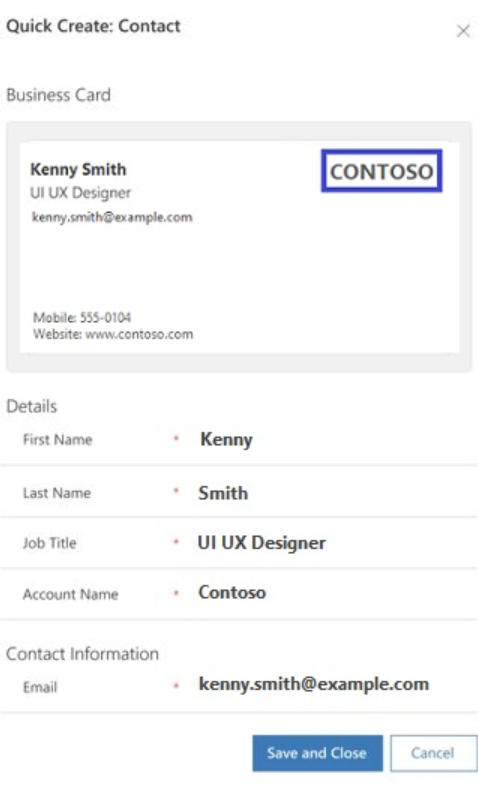 Quick Create: Contact
Business Card
Kenny Smith
CONTOSO
UI UX Designer
kenny.smith@example.com
Mobile: 555-0104
Website: www.contoso.com
Details
First Name * Kenny
Last Name * Smith
Job Title * UI UX Designer
Account Name * Contoso
Contact Information
Email * kenny.smith@example.com
Save and Close Cancel